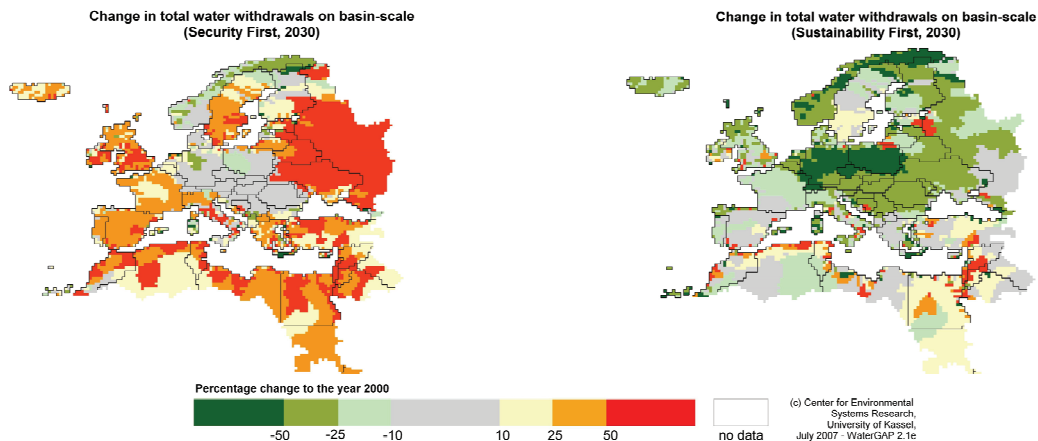 Change in total water withdrawals on basin-scale
(Security First, 2030)
Change in total water withdrawals on basin-scale
(Sustainability First, 2030)
Percentage change to the year 2000
-50 -25 -10 10 25 50
no data
(c) Center for Environmental
Systems Research,
University of Kassel,
July 2007 - WaterGAP 2.1e